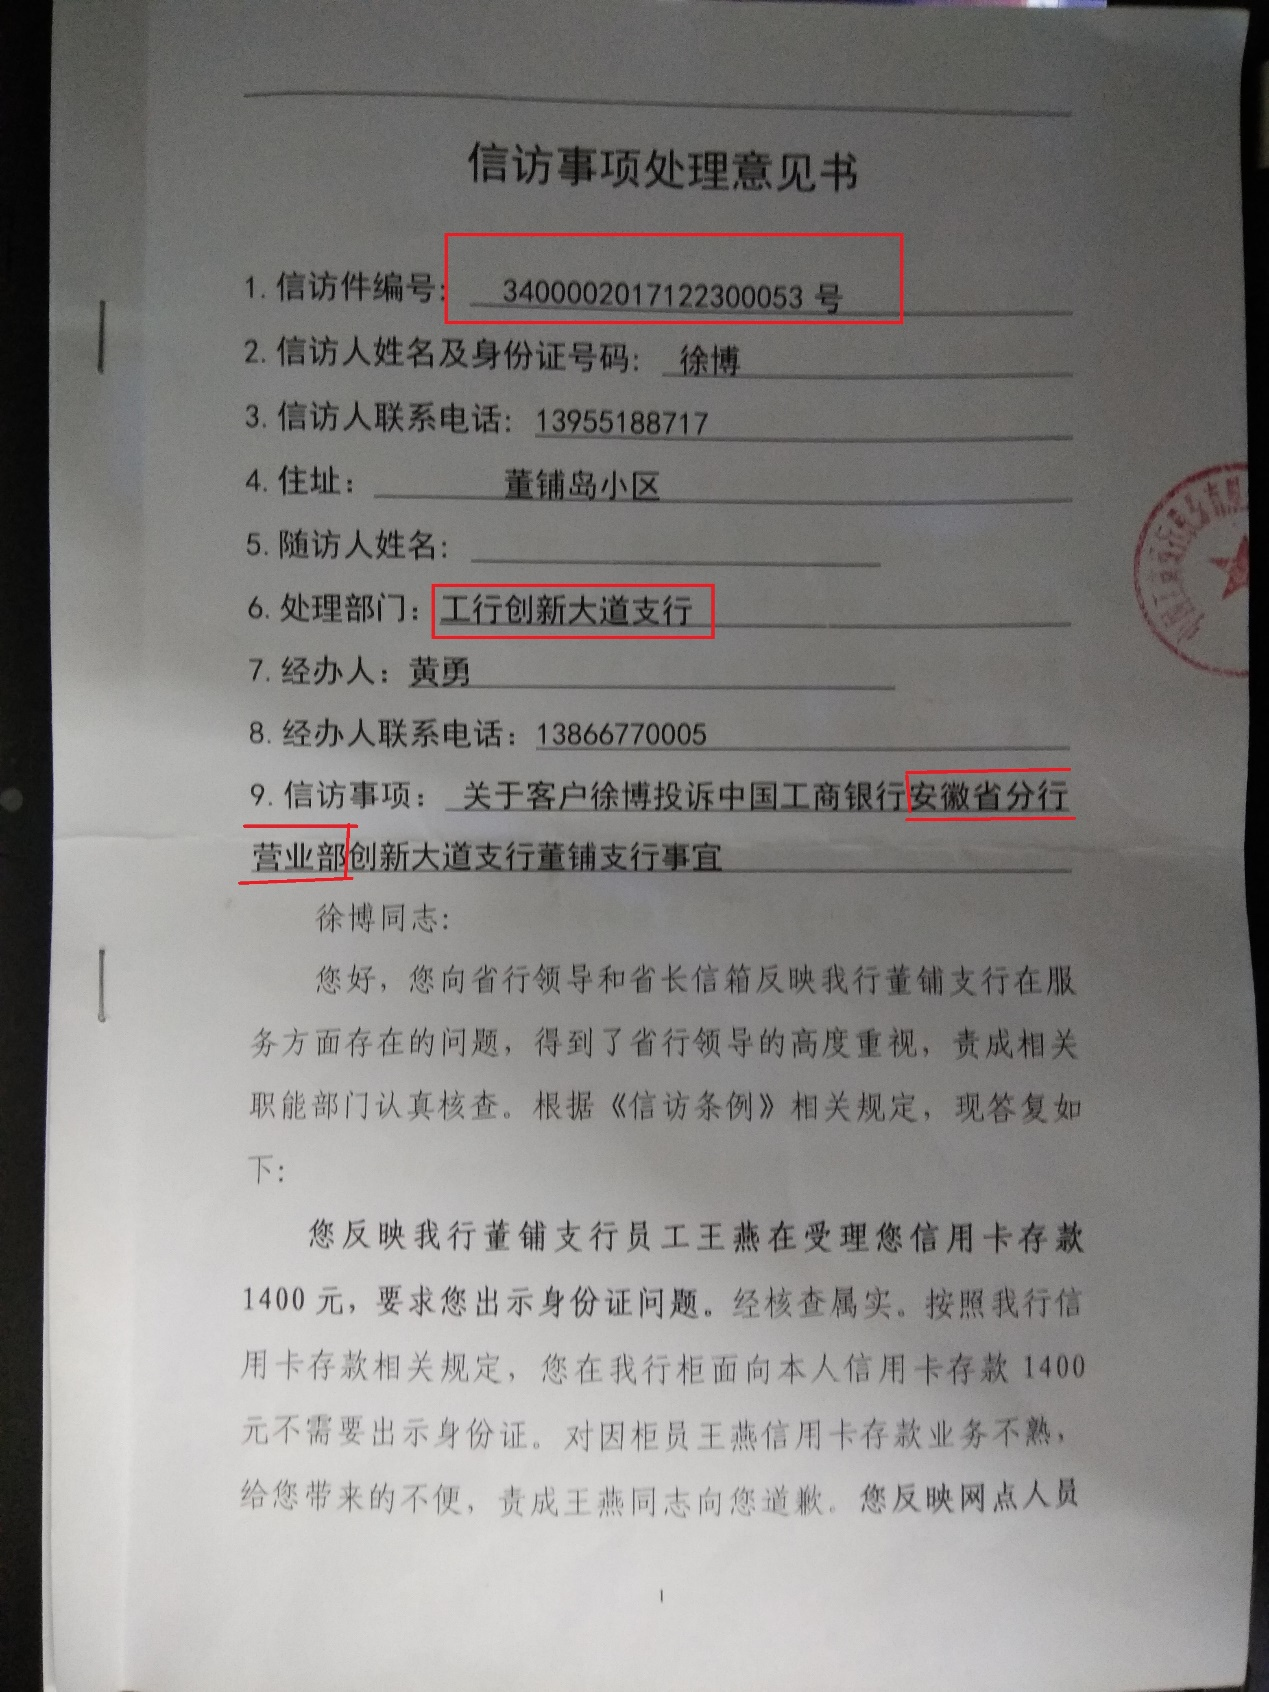 信访事项处理意见书
1.信访件编号: 3400002017122300053 号
2.信访人姓名及身份证号码: 徐博
3.信访人联系电话: 13955188717
4.住址: 董铺岛小区
5.随访人姓名:
6.处理部门: 工行创新大道支行
7.经办人: 黄勇
8.经办人联系电话: 13866770005
9.信访事项: 关于客户徐博投诉中国工商银行安徽省分行
营业部创新大道支行董铺支行事宜
徐博同志:
您好，您向省行领导和省长信箱反映我行董铺支行在服
务方面存在的问题，得到了省行领导的高度重视，责成相关
职能部门认真核查。根据《信访条例》相关规定，现答复如
下:
您反映我行董铺支行员工王燕在受理您信用卡存款
1400 元，要求您出示身份证问题。经核查属实。按照我行信
用卡存款相关规定，您在我行柜面向本人信用卡存款 1400
元不需要出示身份证。对因柜员王燕信用卡存款业务不熟，
给您带来的不便，责成王燕同志向您道歉。您反映网点人员
1